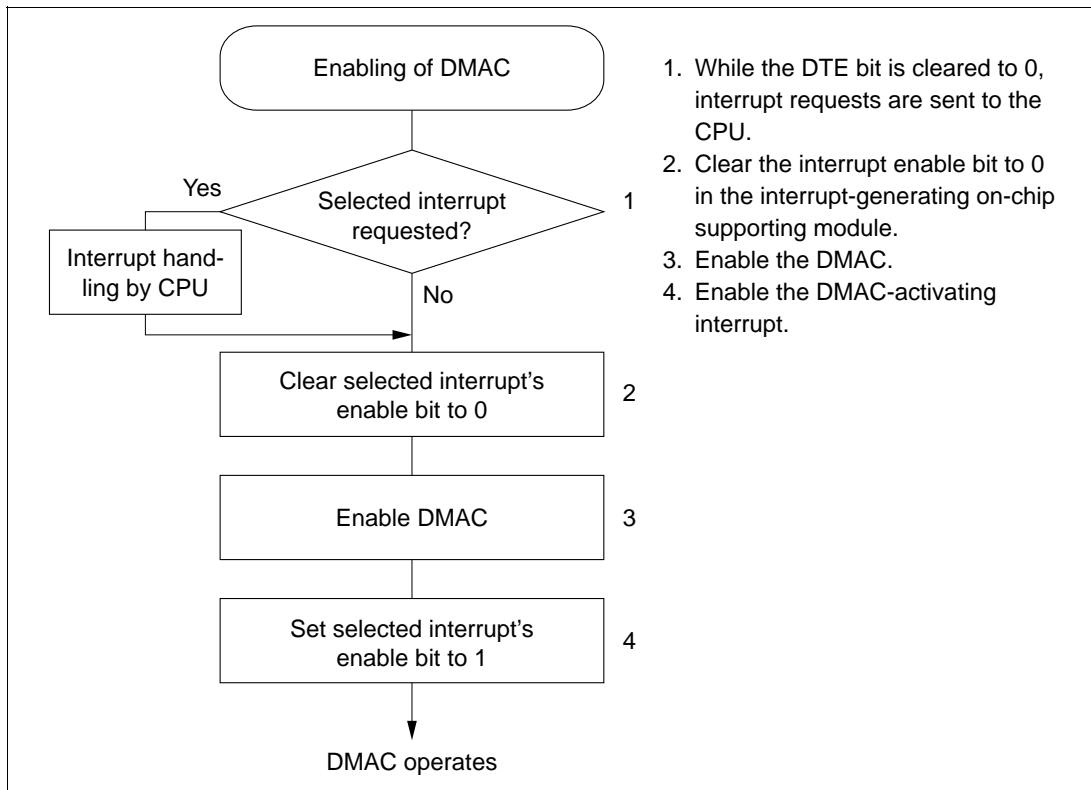 Enabling of DMAC
Yes
Selected interrupt
requested?
1
Interrupt hand-
ling by CPU
No
Clear selected interrupt's
enable bit to 0
2
Enable DMAC
3
Set selected interrupt's
enable bit to 1
4
DMAC operates
1. While the DTE bit is cleared to 0,
interrupt requests are sent to the
CPU.
2. Clear the interrupt enable bit to 0
in the interrupt-generating on-chip
supporting module.
3. Enable the DMAC.
4. Enable the DMAC-activating
interrupt.